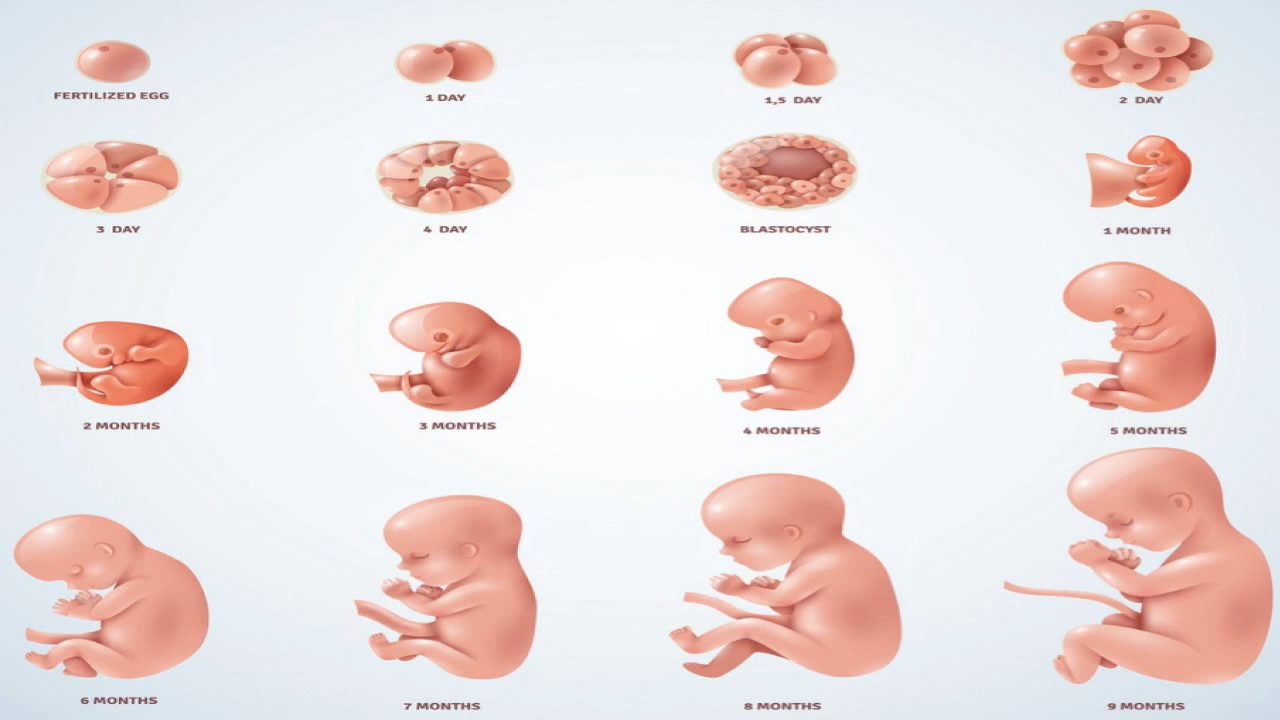 FERTILIZED EGG
1 DAY
1,5 DAY
2 DAY
3 DAY
4 DAY
BLASTOCYST
1 MONTH
2 MONTHS
3 MONTHS
4 MONTHS
5 MONTHS
6 MONTHS
7 MONTHS
8 MONTHS
9 MONTHS